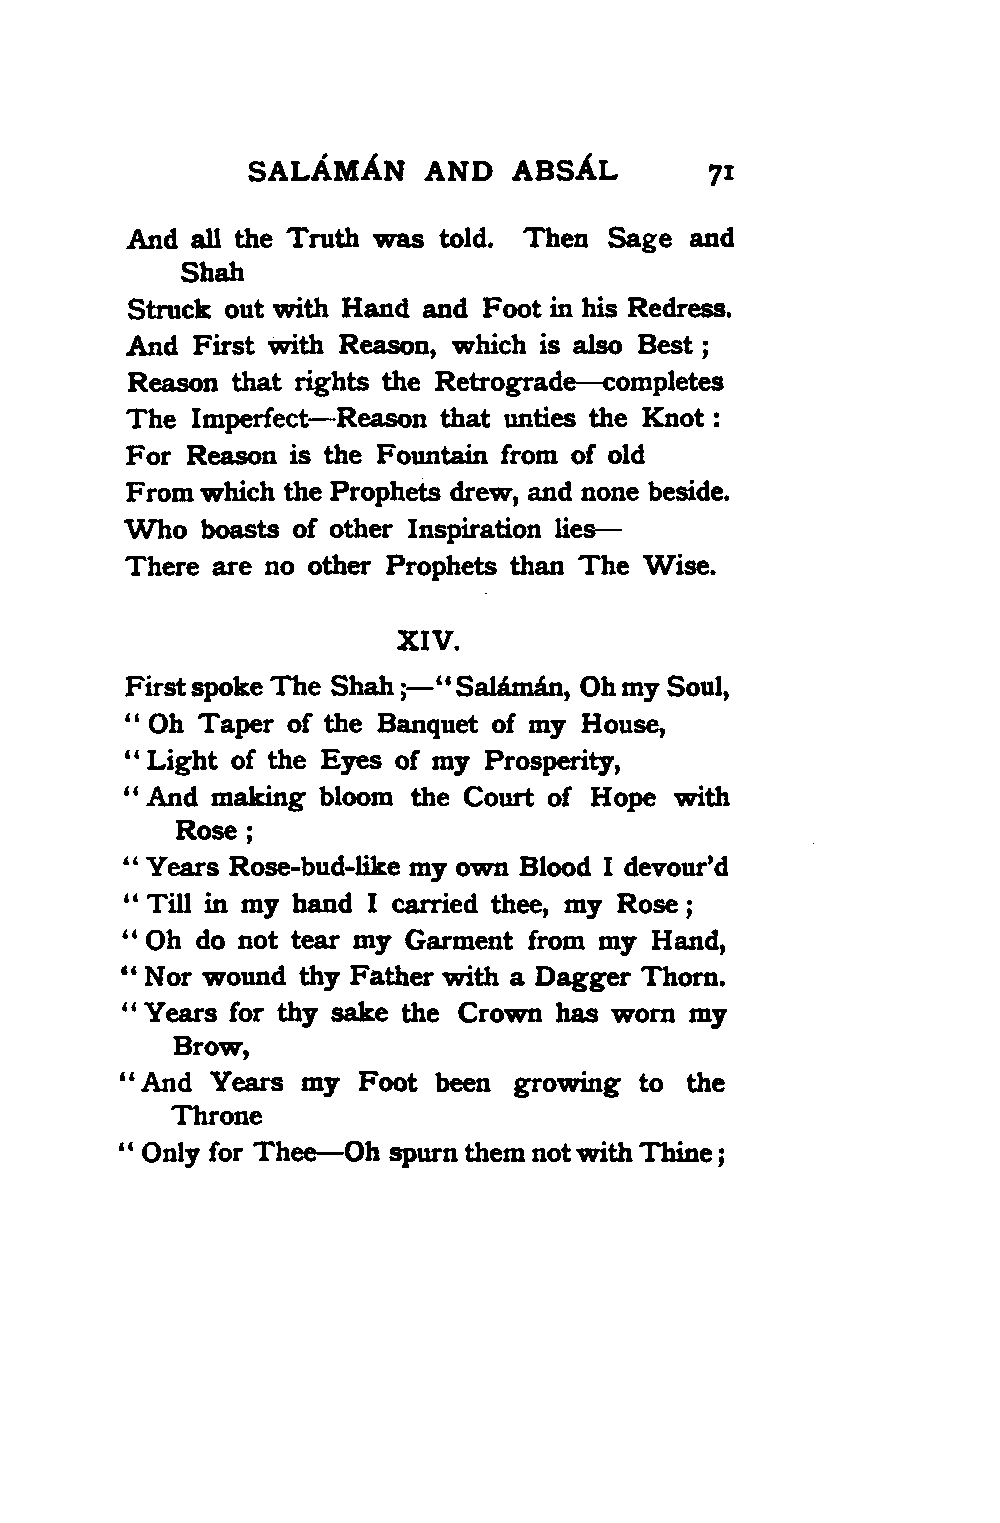 SALÁMÁN AND ABSÁL 71
And all the Truth was told. Then Sage and
Shah
Struck out with Hand and Foot in his Redress.
And First with Reason, which is also Best ;
Reason that rights the Retrograde—completes
The Imperfect—Reason that unties the Knot :
For Reason is the Fountain from of old
From which the Prophets drew, and none beside.
Who boasts of other Inspiration lies—
There are no other Prophets than The Wise.
XIV.
First spoke The Shah ;—“Salámán, Oh my Soul,
“ Oh Taper of the Banquet of my House,
“ Light of the Eyes of my Prosperity,
“ And making bloom the Court of Hope with
Rose ;
“ Years Rose-bud-like my own Blood I devour’d
“ Till in my hand I carried thee, my Rose ;
“ Oh do not tear my Garment from my Hand,
“ Nor wound thy Father with a Dagger Thorn.
“ Years for thy sake the Crown has worn my
Brow,
“ And Years my Foot been growing to the
Throne
“ Only for Thee—Oh spurn them not with Thine ;